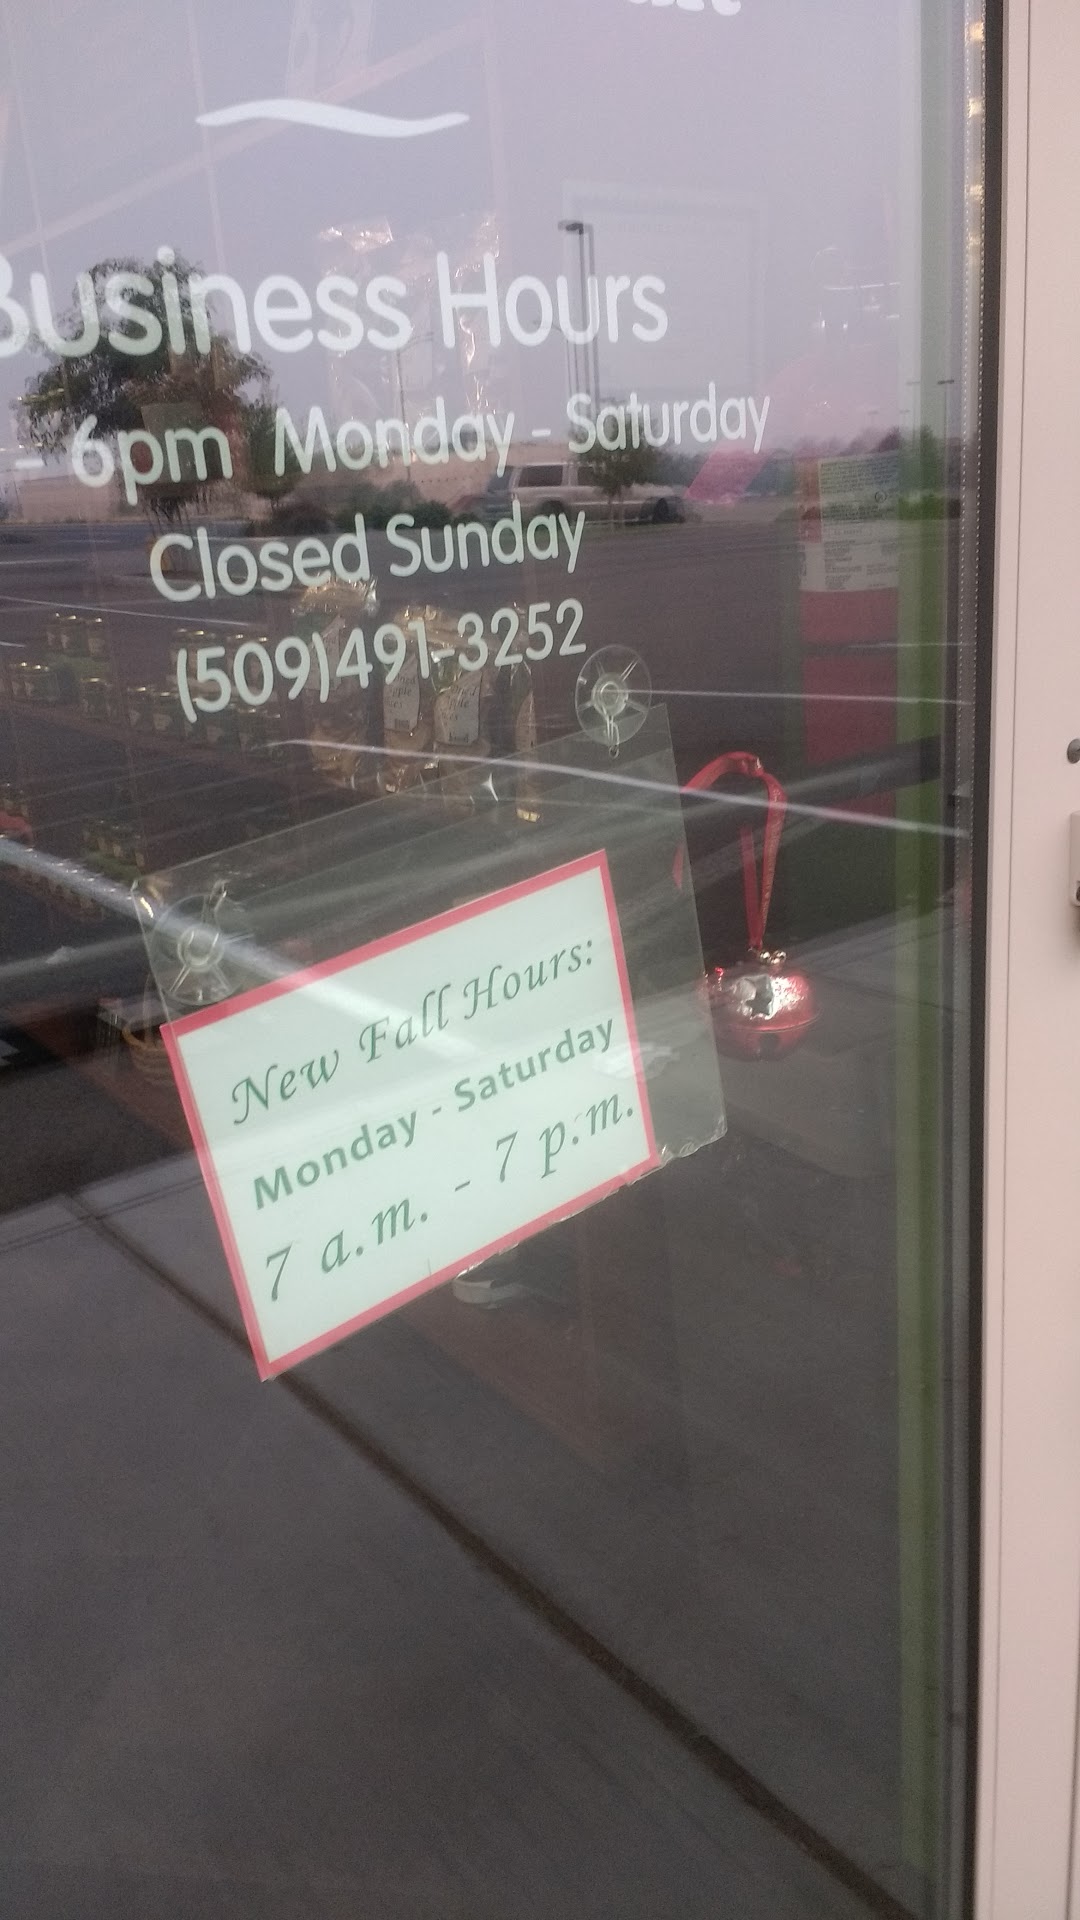 Business Hours
- 6pm Monday - Saturday
Closed Sunday
(509)491-3252
New Fall Hours:
Monday - Saturday
7 a.m. - 7 p.m.